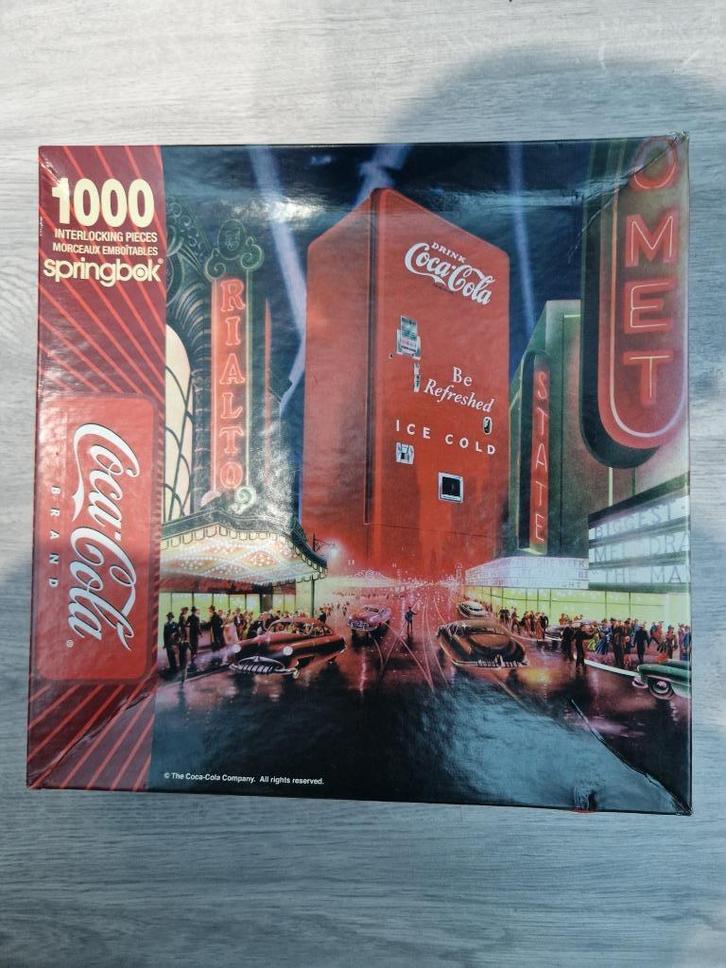 1000
INTERLOCKING PIECES
MORCEAUX EMBOÎTABLES
springbok®
Coca-Cola
BRAND
RIALTO
DRINK
Coca-Cola
Be
Refreshed
ICE COLD
STATE
OMET
© The Coca-Cola Company. All rights reserved.